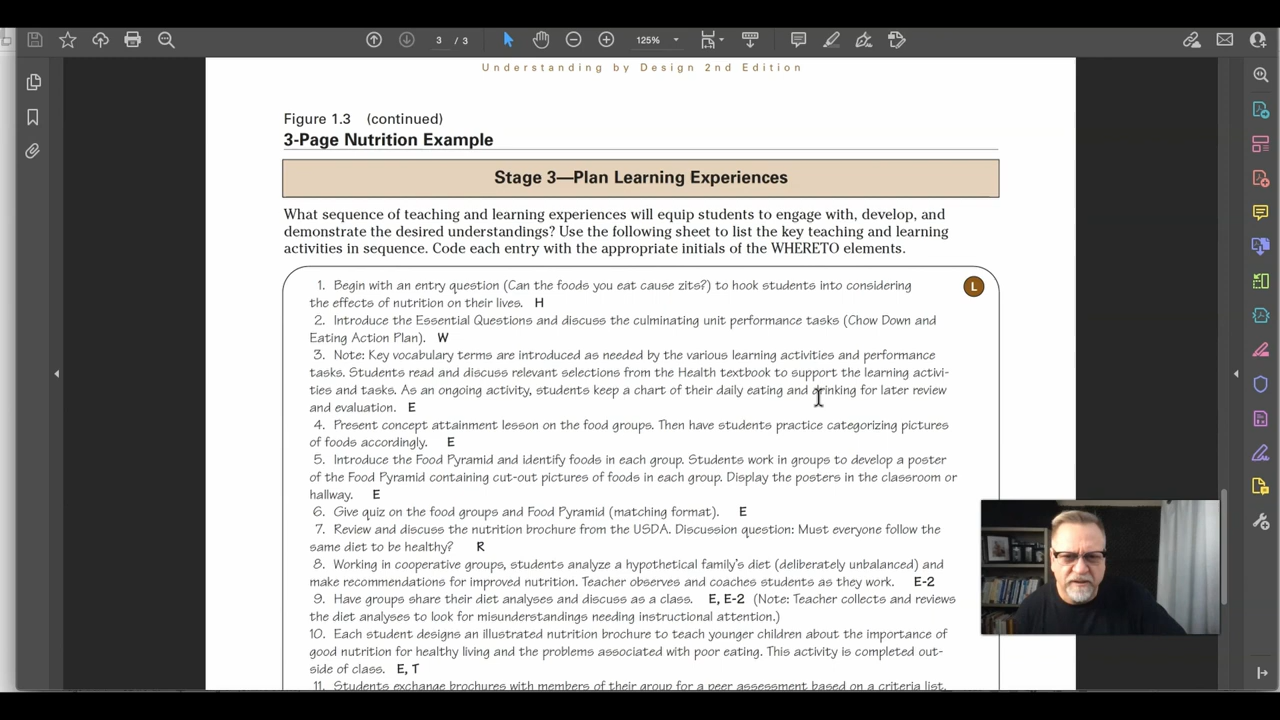 3 / 3
125%
Understanding by Design 2nd Edition
Figure 1.3 (continued)
3-Page Nutrition Example
Stage 3—Plan Learning Experiences
What sequence of teaching and learning experiences will equip students to engage with, develop, and
demonstrate the desired understandings? Use the following sheet to list the key teaching and learning
activities in sequence. Code each entry with the appropriate initials of the WHERETO elements.
L
1. Begin with an entry question (Can the foods you eat cause zits?) to hook students into considering
the effects of nutrition on their lives. H
2. Introduce the Essential Questions and discuss the culminating unit performance tasks (Chow Down and
Eating Action Plan). W
3. Note: Key vocabulary terms are introduced as needed by the various learning activities and performance
tasks. Students read and discuss relevant selections from the Health textbook to support the learning activi-
ties and tasks. As an ongoing activity, students keep a chart of their daily eating and drinking for later review
and evaluation. E
4. Present concept attainment lesson on the food groups. Then have students practice categorizing pictures
of foods accordingly. E
5. Introduce the Food Pyramid and identify foods in each group. Students work in groups to develop a poster
of the Food Pyramid containing cut-out pictures of foods in each group. Display the posters in the classroom or
hallway. E
6. Give quiz on the food groups and Food Pyramid (matching format). E
7. Review and discuss the nutrition brochure from the USDA. Discussion question: Must everyone follow the
same diet to be healthy? R
8. Working in cooperative groups, students analyze a hypothetical family's diet (deliberately unbalanced) and
make recommendations for improved nutrition. Teacher observes and coaches students as they work. E-2
9. Have groups share their diet analyses and discuss as a class. E, E-2 (Note: Teacher collects and reviews
the diet analyses to look for misunderstandings needing instructional attention.)
10. Each student designs an illustrated nutrition brochure to teach younger children about the importance of
good nutrition for healthy living and the problems associated with poor eating. This activity is completed out-
side of class. E, T
11. Students exchange brochures with members of their group for a peer assessment based on a criteria list.